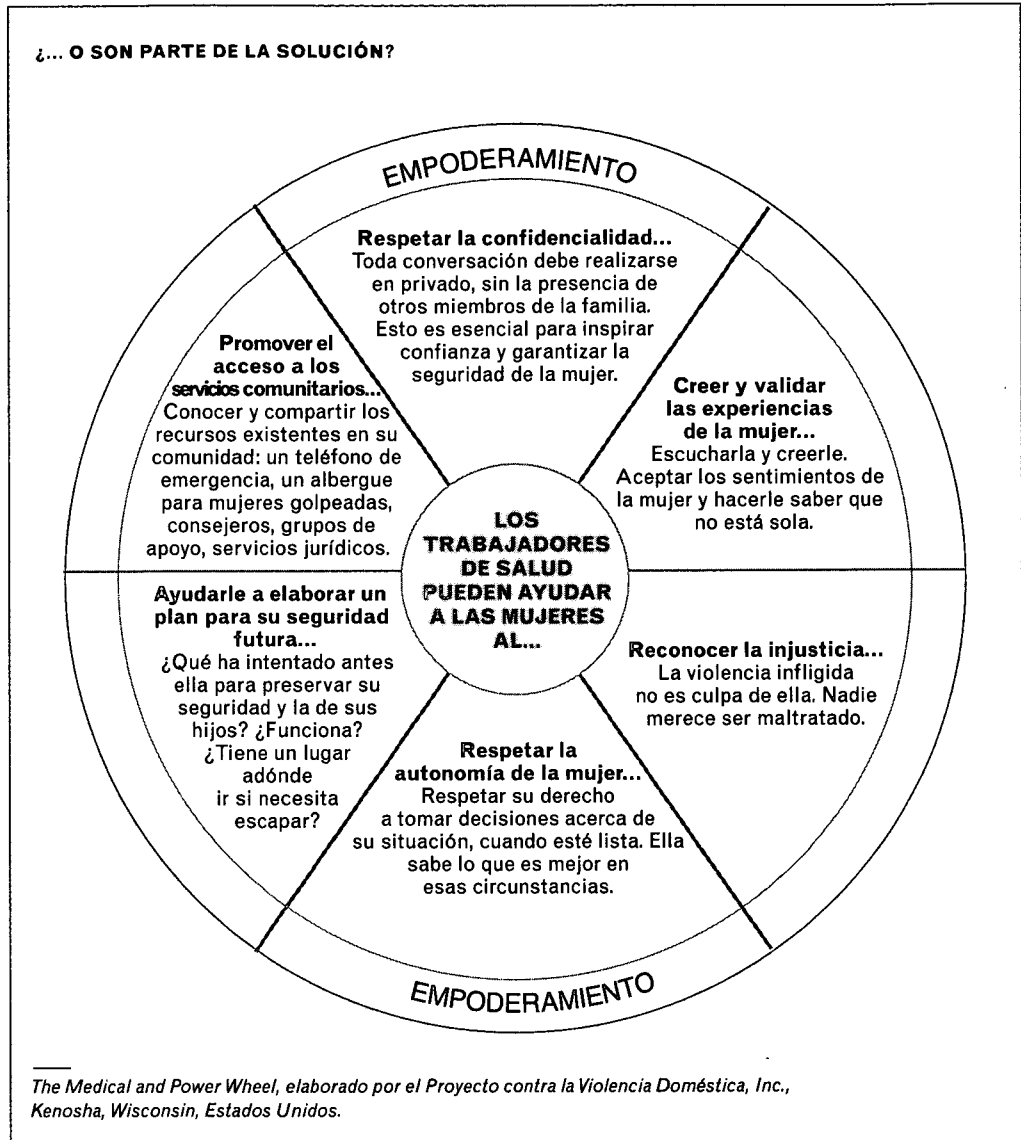 ¿... O SON PARTE DE LA SOLUCIÓN?
EMPODERAMIENTO
Respetar la confidencialidad...
Toda conversación debe realizarse
en privado, sin la presencia de
otros miembros de la familia.
Esto es esencial para inspirar
confianza y garantizar la
seguridad de la mujer.
Creer y validar
las experiencias
de la mujer...
Escucharla y creerle.
Aceptar los sentimientos de
la mujer y hacerle saber que
no está sola.
Reconocer la injusticia...
La violencia infligida
no es culpa de ella. Nadie
merece ser maltratado.
Respetar la
autonomía de la mujer...
Respetar su derecho
a tomar decisiones acerca de
su situación, cuando esté lista. Ella
sabe lo que es mejor en
esas circunstancias.
Ayudarle a elaborar un
plan para su seguridad
futura...
¿Qué ha intentado antes
ella para preservar su
seguridad y la de sus
hijos? ¿Funciona?
¿Tiene un lugar
adónde
ir si necesita
escapar?
Promover el
acceso a los
servicios comunitarios...
Conocer y compartir los
recursos existentes en su
comunidad: un teléfono de
emergencia, un albergue
para mujeres golpeadas,
consejeros, grupos de
apoyo, servicios jurídicos.
LOS
TRABAJADORES
DE SALUD
PUEDEN AYUDAR
A LAS MUJERES
AL...
EMPODERAMIENTO
The Medical and Power Wheel, elaborado por el Proyecto contra la Violencia Doméstica, Inc.,
Kenosha, Wisconsin, Estados Unidos.